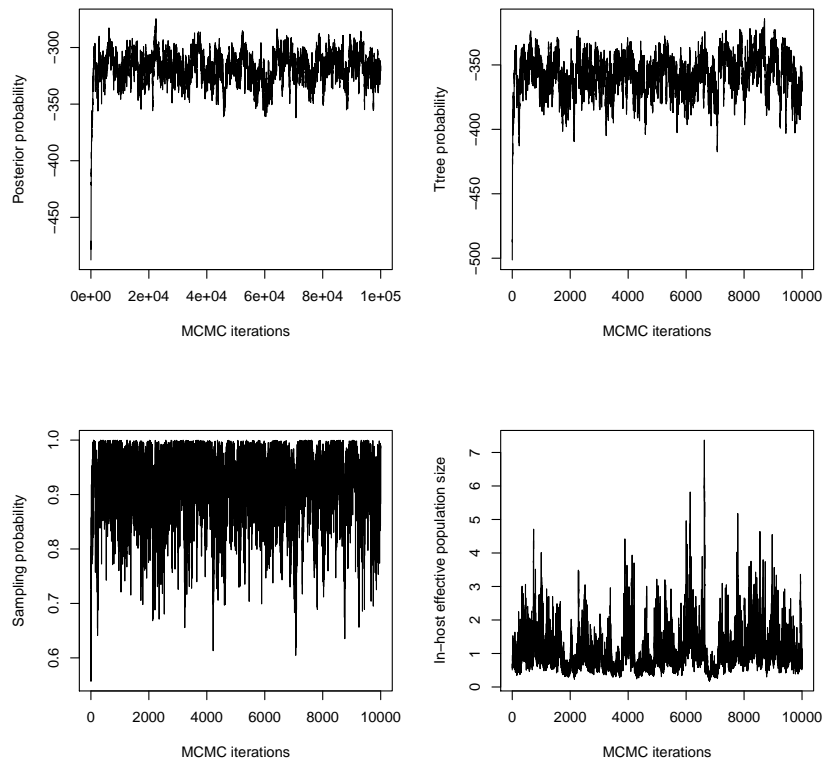 −300
−350
−400
−450
Posterior probability
0e+00 2e+04 4e+04 6e+04 8e+04 1e+05
MCMC iterations
−350
−400
−450
−500
Ttree probability
0 2000 4000 6000 8000 10000
MCMC iterations
1.0
0.9
0.8
0.7
0.6
Sampling probability
0 2000 4000 6000 8000 10000
MCMC iterations
7
6
5
4
3
2
1
0
In−host effective population size
0 2000 4000 6000 8000 10000
MCMC iterations